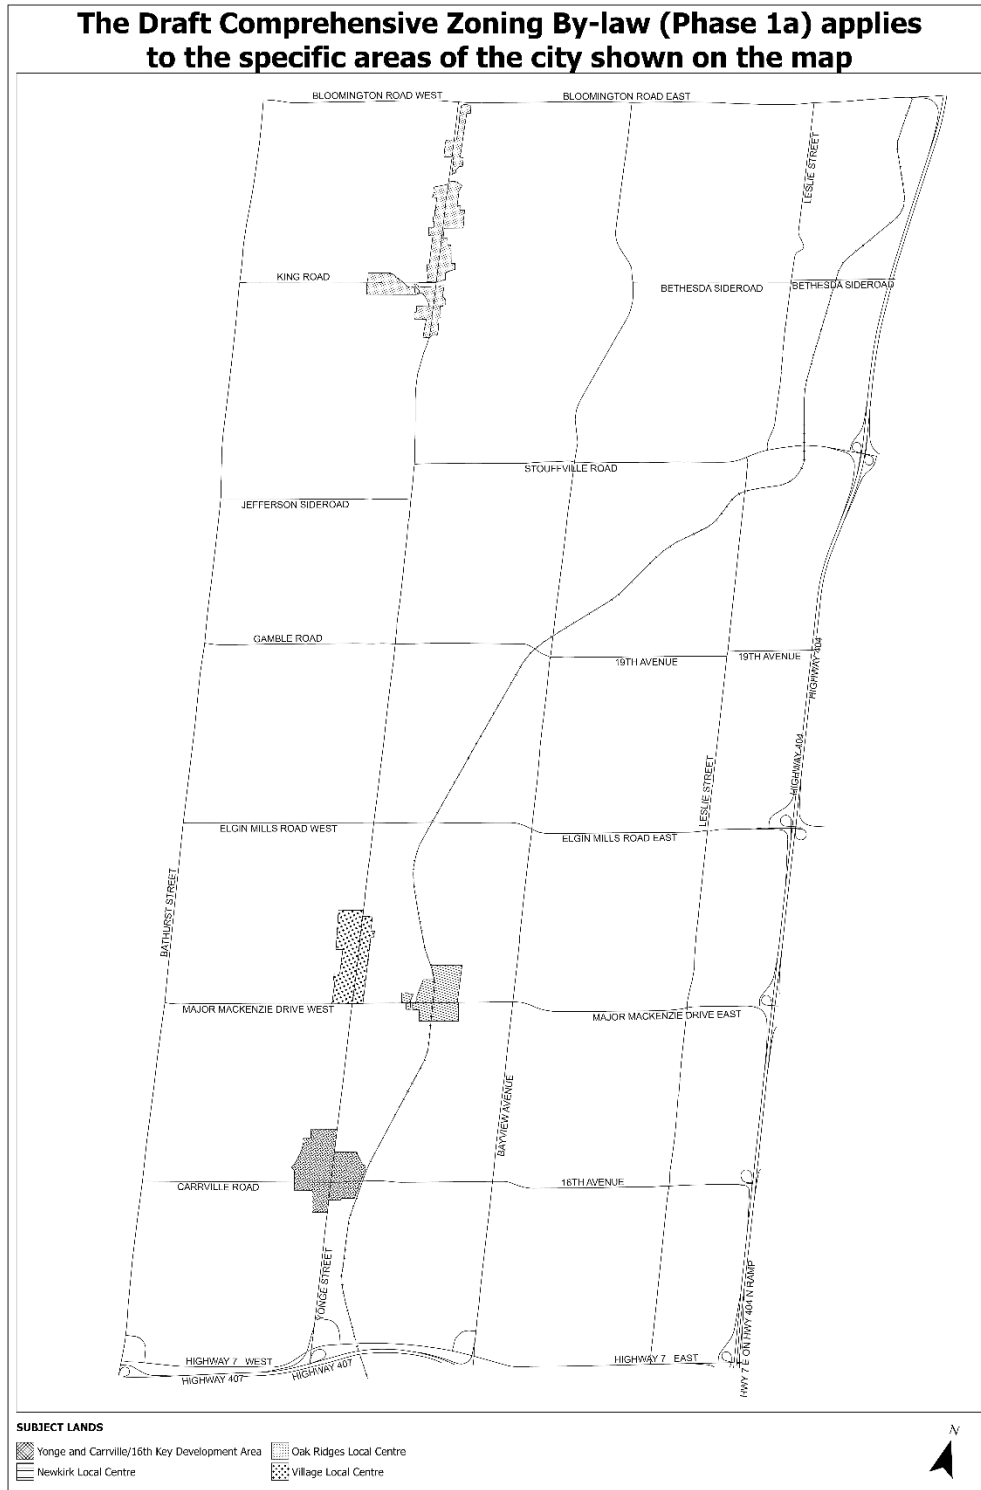 The Draft Comprehensive Zoning By-law (Phase 1a) applies
to the specific areas of the city shown on the map
BLOOMINGTON ROAD WEST
BLOOMINGTON ROAD EAST
LESLIE STREET
KING ROAD
BETHESDA SIDEROAD
BETHESDA SIDEROAD
STOUFFVILLE ROAD
JEFFERSON SIDEROAD
GAMBLE ROAD
19TH AVENUE
19TH AVENUE
HIGHWAY 404
HIGHWAY 404
LESLIE STREET
ELGIN MILLS ROAD WEST
ELGIN MILLS ROAD EAST
BATHURST STREET
MAJOR MACKENZIE DRIVE WEST
MAJOR MACKENZIE DRIVE EAST
BAYVIEW AVENUE
CARRVILLE ROAD
16TH AVENUE
YONGE STREET
HWY 7 E ON HWY 404 N RAMP
HIGHWAY 7 WEST
HIGHWAY 7 EAST
HIGHWAY 407
HIGHWAY 407
SUBJECT LANDS
Yonge and Carrville/16th Key Development Area
Oak Ridges Local Centre
Newkirk Local Centre
Village Local Centre
N